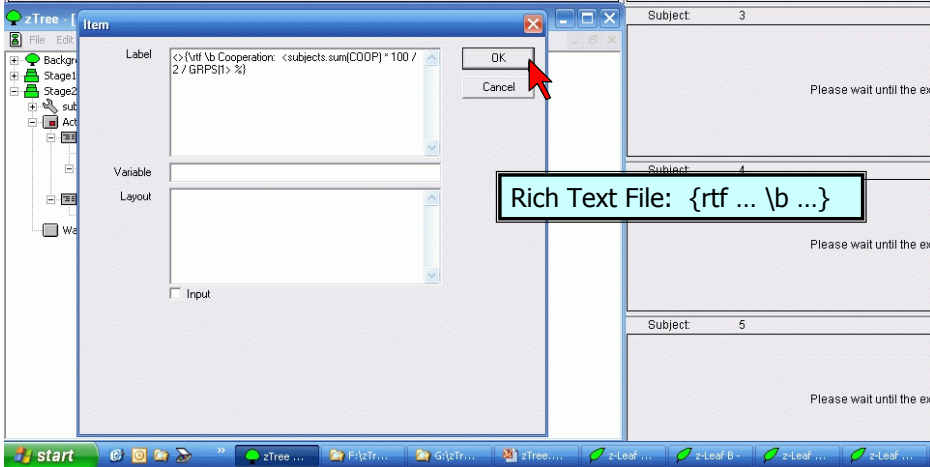 zTree - [
File Edit
Backgr
Stage1
Stage2
sub
Act
Wa
Item
Label
<>{\rtf \b Cooperation: <subjects.sum(COOP) * 100 /
2 / GRPS|1> %}
OK
Cancel
Variable
Layout
Input
Rich Text File: {rtf ... \b ...}
Subject: 3
Please wait until the ex
Subject: 4
Please wait until the ex
Subject: 5
Please wait until the ex
start
zTree ...
F:\zTr...
G:\zTr...
zTree....
z-Leaf ...
z-Leaf B -
z-Leaf ...
z-Leaf ...